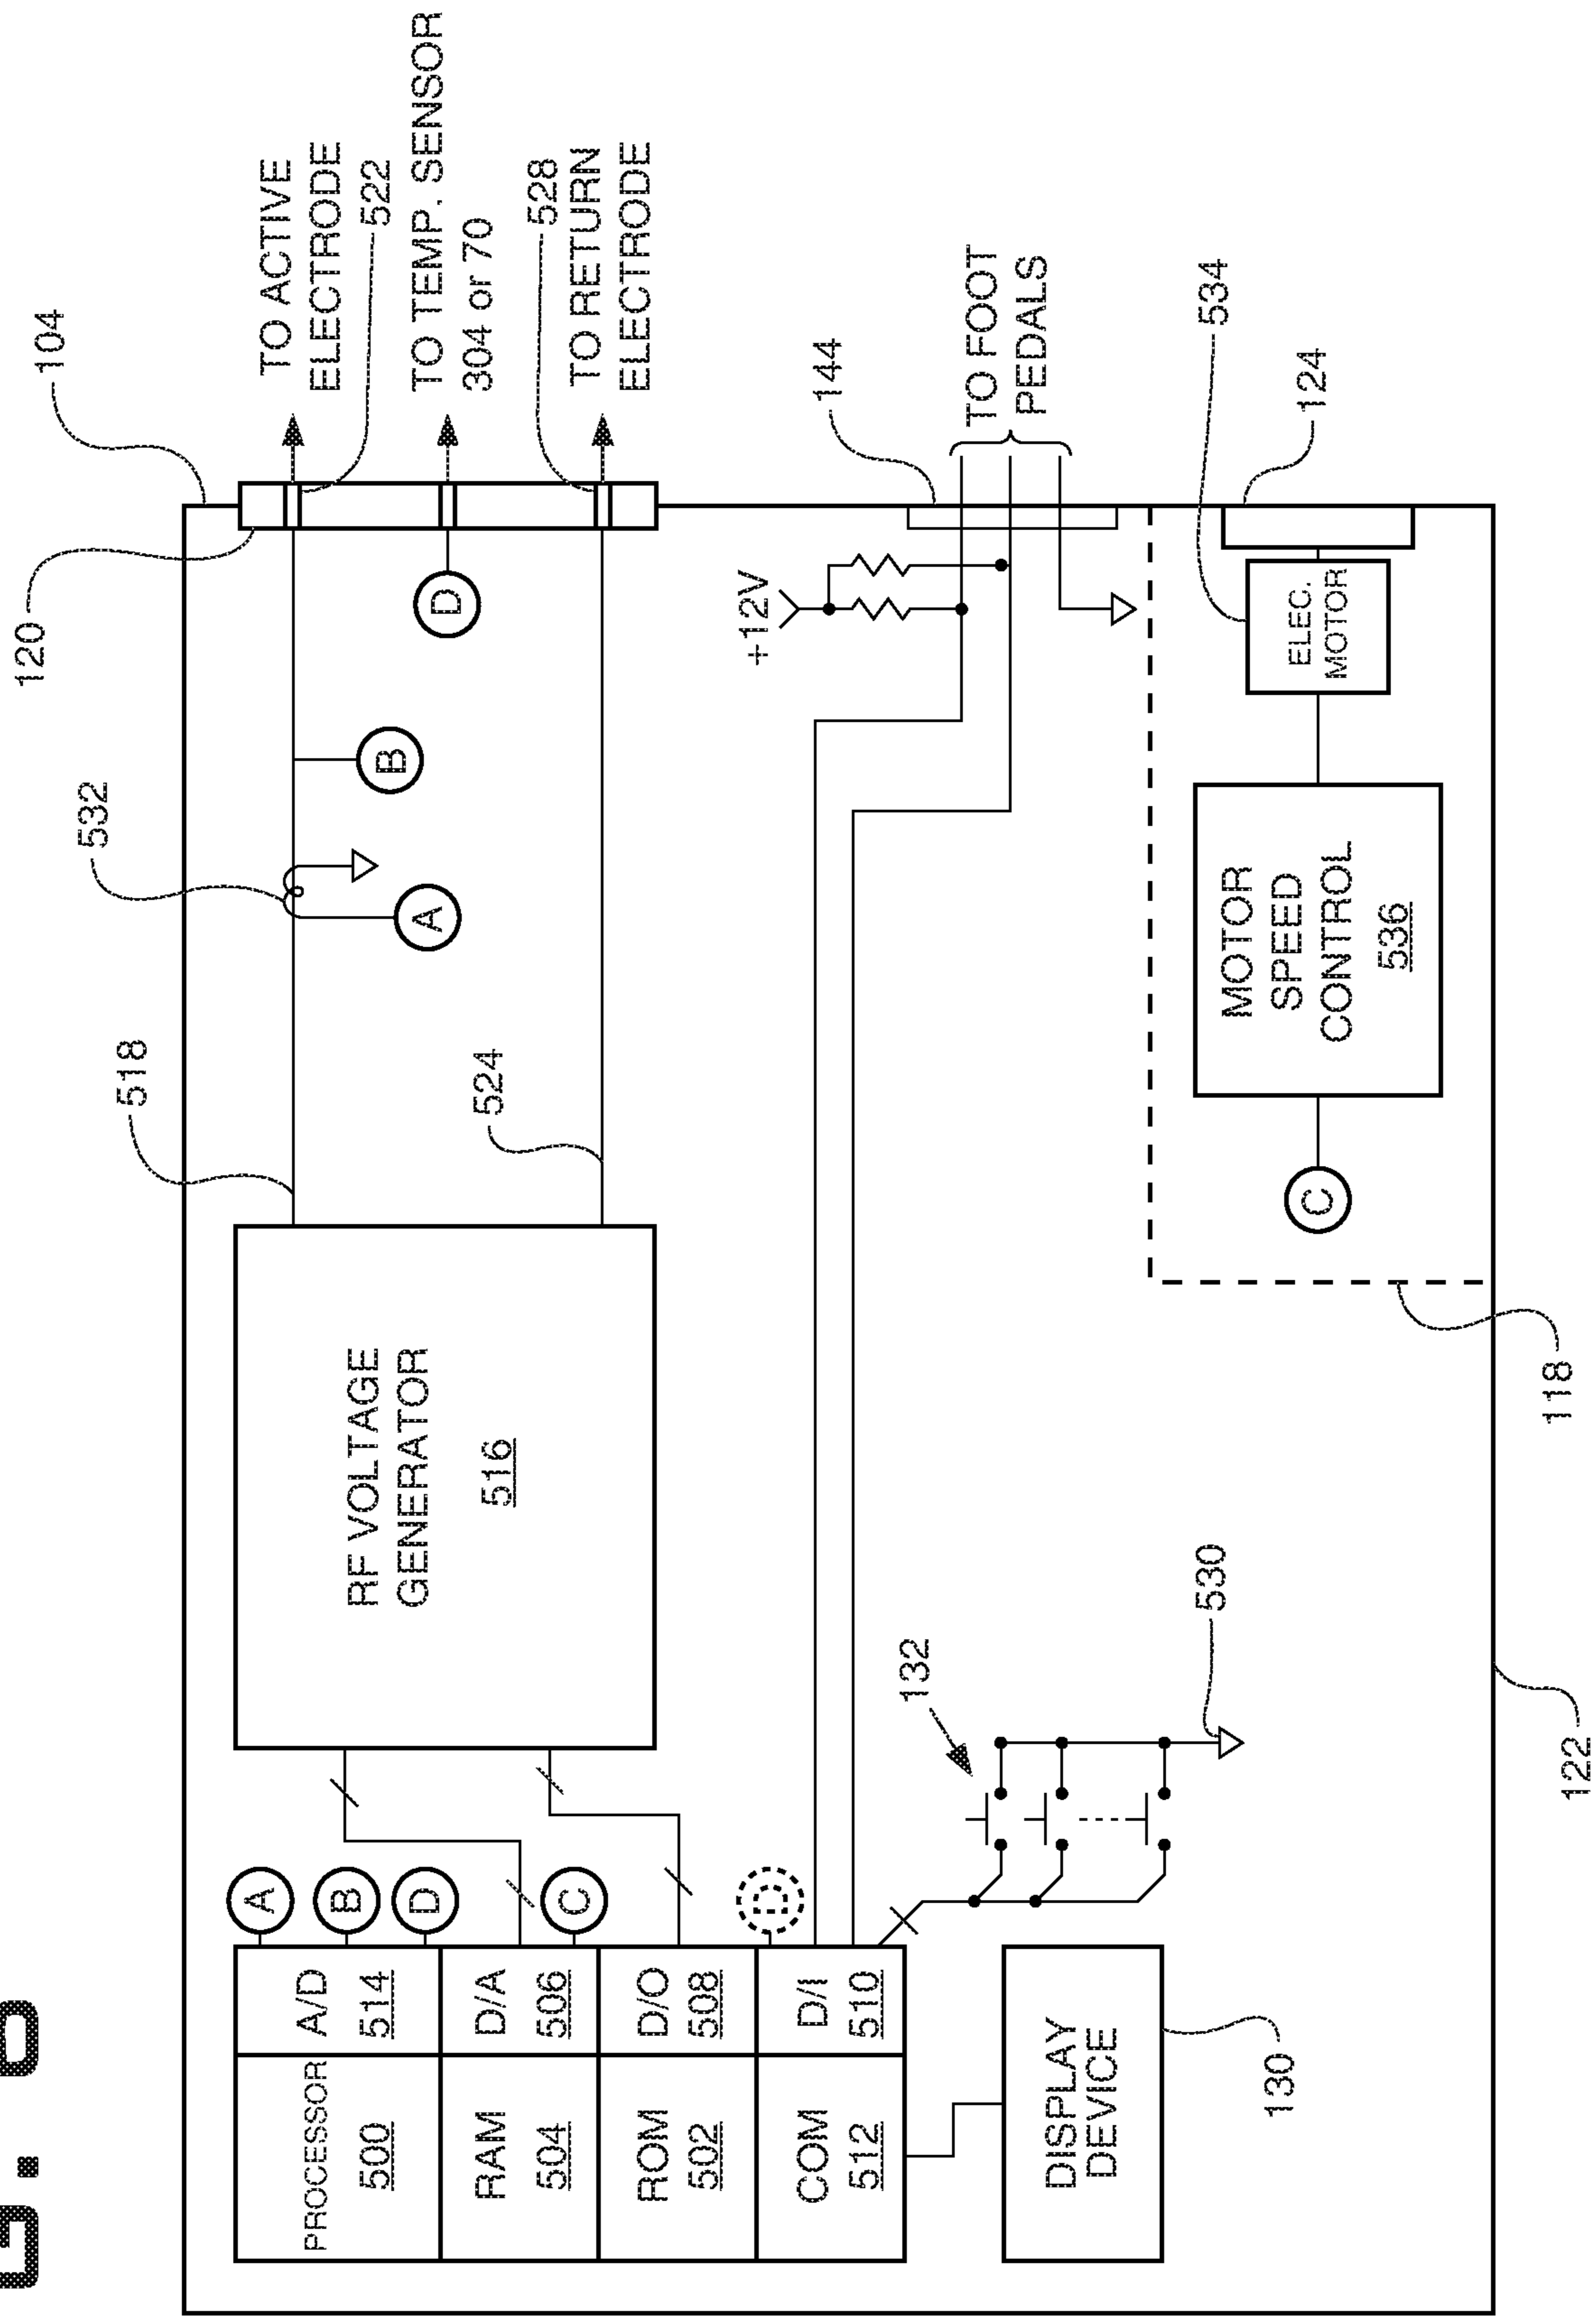 104
120
TO ACTIVE
ELECTRODE
522
TO TEMP. SENSOR
304 or 70
528
TO RETURN
ELECTRODE
532
518
524
A
B
D
RF VOLTAGE
GENERATOR
516
A
B
D
C
D
PROCESSOR
500
A/D
514
RAM
504
D/A
506
ROM
502
D/O
508
COM
512
D/I
510
DISPLAY
DEVICE
130
132
530
+12V
144
TO FOOT
PEDALS
534
124
ELEC.
MOTOR
MOTOR
SPEED
CONTROL
536
C
118
122